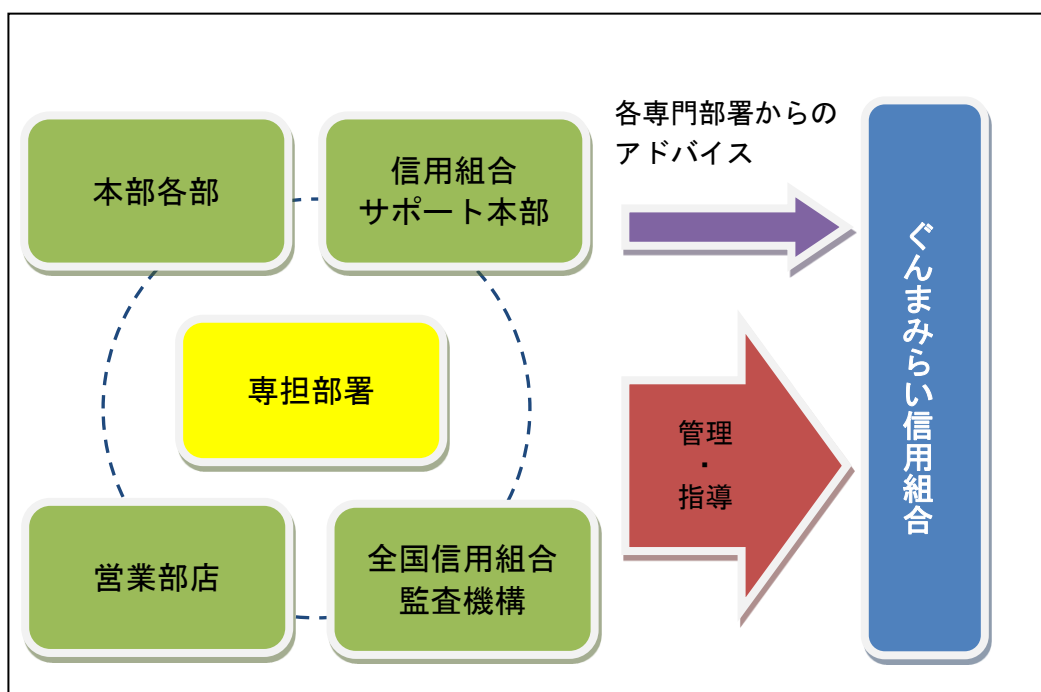 本部各部
信用組合
サポート本部
専担部署
営業部店
全国信用組合
監査機構
各専門部署からの
アドバイス
管理
・
指導
ぐんまみらい信用組合